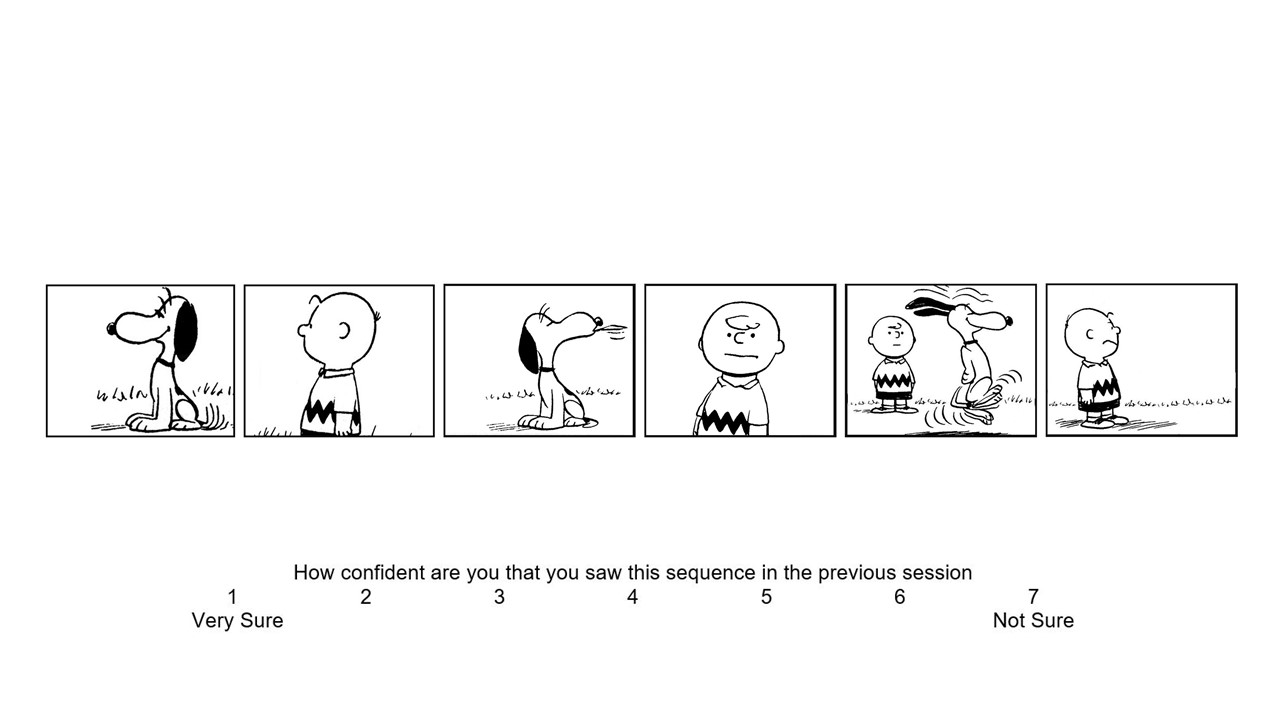 How confident are you that you saw this sequence in the previous session
1 2 3 4 5 6 7
Very Sure Not Sure